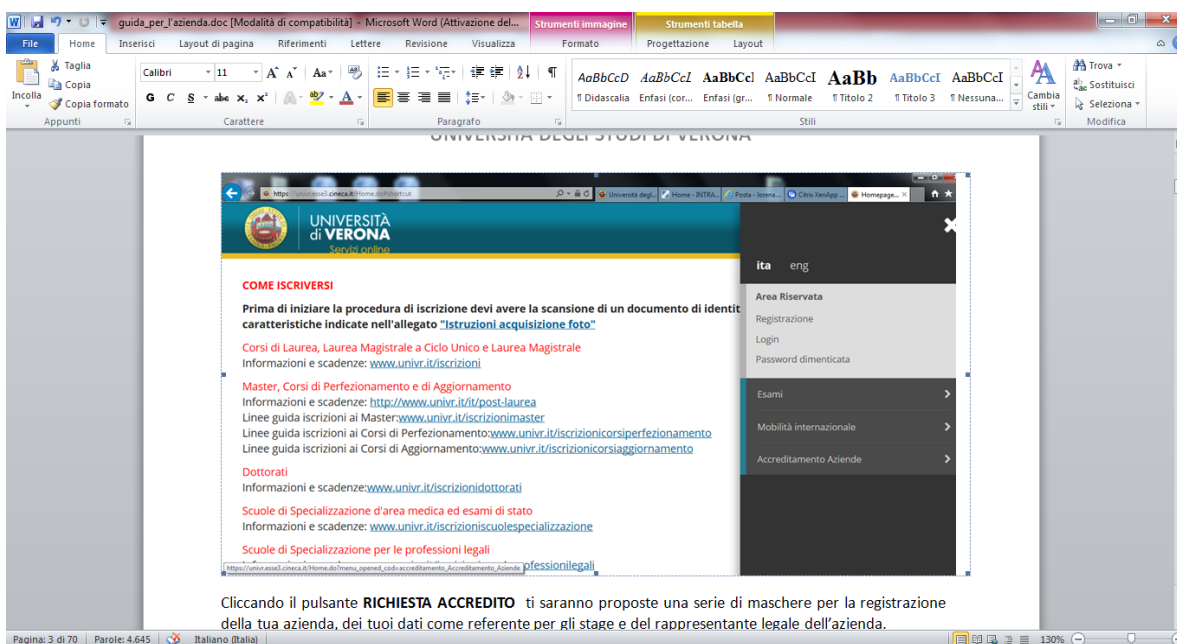 guida_per_l'azienda.doc [Modalità di compatibilità] - Microsoft Word (Attivazione del...
Strumenti immagine
Strumenti tabella
File Home Inserisci Layout di pagina Riferimenti Lettere Revisione Visualizza Formato Progettazione Layout
Incolla
Taglia
Copia
Copia formato
Appunti
Calibri 11
G C S abc X₂ X²
Carattere
Paragrafo
AaBbCcD AaBbCcI AaBbCcl AaBbCcI AaBb AaBbCcI AaBbCcI
¶ Didascalia Enfasi (cor... Enfasi (gr... ¶ Normale ¶ Titolo 2 ¶ Titolo 3 ¶ Nessuna...
Cambia
stili
Stili
Trova
Sostituisci
Seleziona
Modifica
UNIVERSITÀ DEGLI STUDI DI VERONA
https://univr.esse3.cineca.it/Home.do#shortcut
Università degl... Home - INTRA... Posta - lorena... Citrix XenApp ... Homepage...
UNIVERSITÀ
di VERONA
Servizi online
COME ISCRIVERSI
Prima di iniziare la procedura di iscrizione devi avere la scansione di un documento di identit
caratteristiche indicate nell'allegato "Istruzioni acquisizione foto"
Corsi di Laurea, Laurea Magistrale a Ciclo Unico e Laurea Magistrale
Informazioni e scadenze: www.univr.it/iscrizioni
Master, Corsi di Perfezionamento e di Aggiornamento
Informazioni e scadenze: http://www.univr.it/it/post-laurea
Linee guida iscrizioni ai Master:www.univr.it/iscrizionimaster
Linee guida iscrizioni ai Corsi di Perfezionamento:www.univr.it/iscrizionicorsiperfezionamento
Linee guida iscrizioni ai Corsi di Aggiornamento:www.univr.it/iscrizionicorsiaggiornamento
Dottorati
Informazioni e scadenze:www.univr.it/iscrizionidottorati
Scuole di Specializzazione d'area medica ed esami di stato
Informazioni e scadenze: www.univr.it/iscrizioniscuolespecializzazione
Scuole di Specializzazione per le professioni legali
ofessionilegali
https://univr.esse3.cineca.it/Home.do?menu_opened_cod=accreditamento_Accreditamento_Aziende
ita eng
Area Riservata
Registrazione
Login
Password dimenticata
Esami
Mobilità internazionale
Accreditamento Aziende
Cliccando il pulsante RICHIESTA ACCREDITO ti saranno proposte una serie di maschere per la registrazione
della tua azienda, dei tuoi dati come referente per gli stage e del rappresentante legale dell'azienda.
Pagina: 3 di 70 Parole: 4.645 Italiano (Italia) 130%